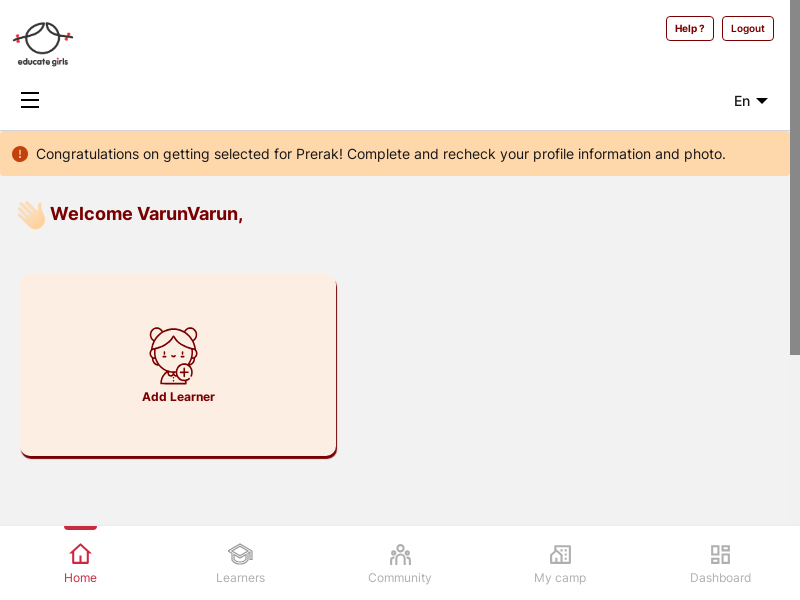 educate girls
Help ?
Logout
En
Congratulations on getting selected for Prerak! Complete and recheck your profile information and photo.
Welcome VarunVarun,
Add Learner
Home
Learners
Community
My camp
Dashboard